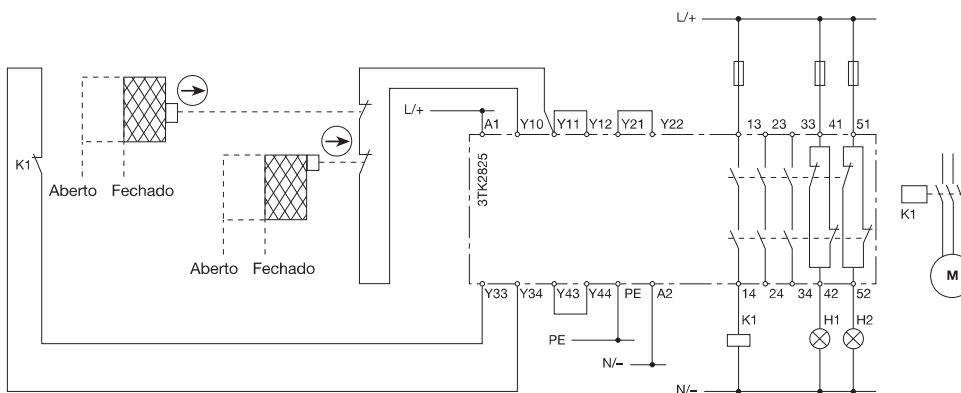 L/+
L/+
A1 Y10 Y11 Y12 Y21 Y22 13 23 33 41 51
K1
3TK2825
Aberto Fechado
K1
Aberto Fechado
M
Y33 Y34 Y43 Y44 PE A2 14 24 34 42 52
K1 H1 H2
PE
N/–
N/–